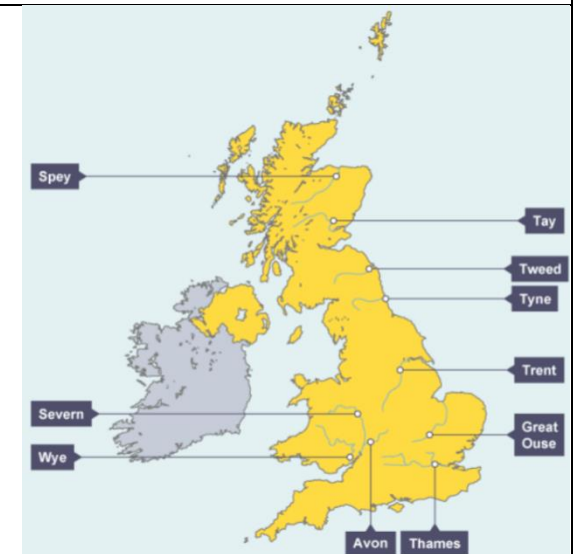 Spey
Tay
Tweed
Tyne
Trent
Severn
Great
Ouse
Wye
Avon
Thames